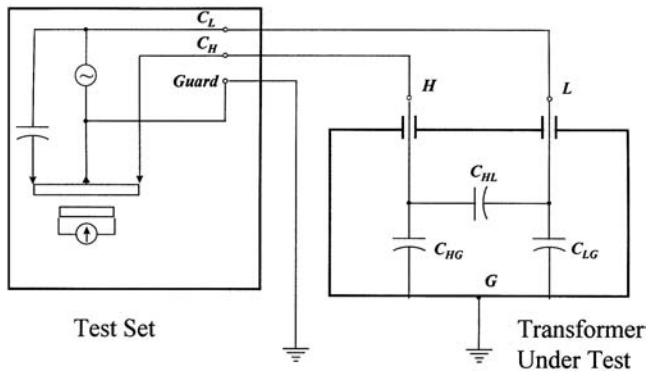 C_L
C_H
Guard
H
L
C_HL
C_HG
C_LG
G
Test Set
Transformer
Under Test